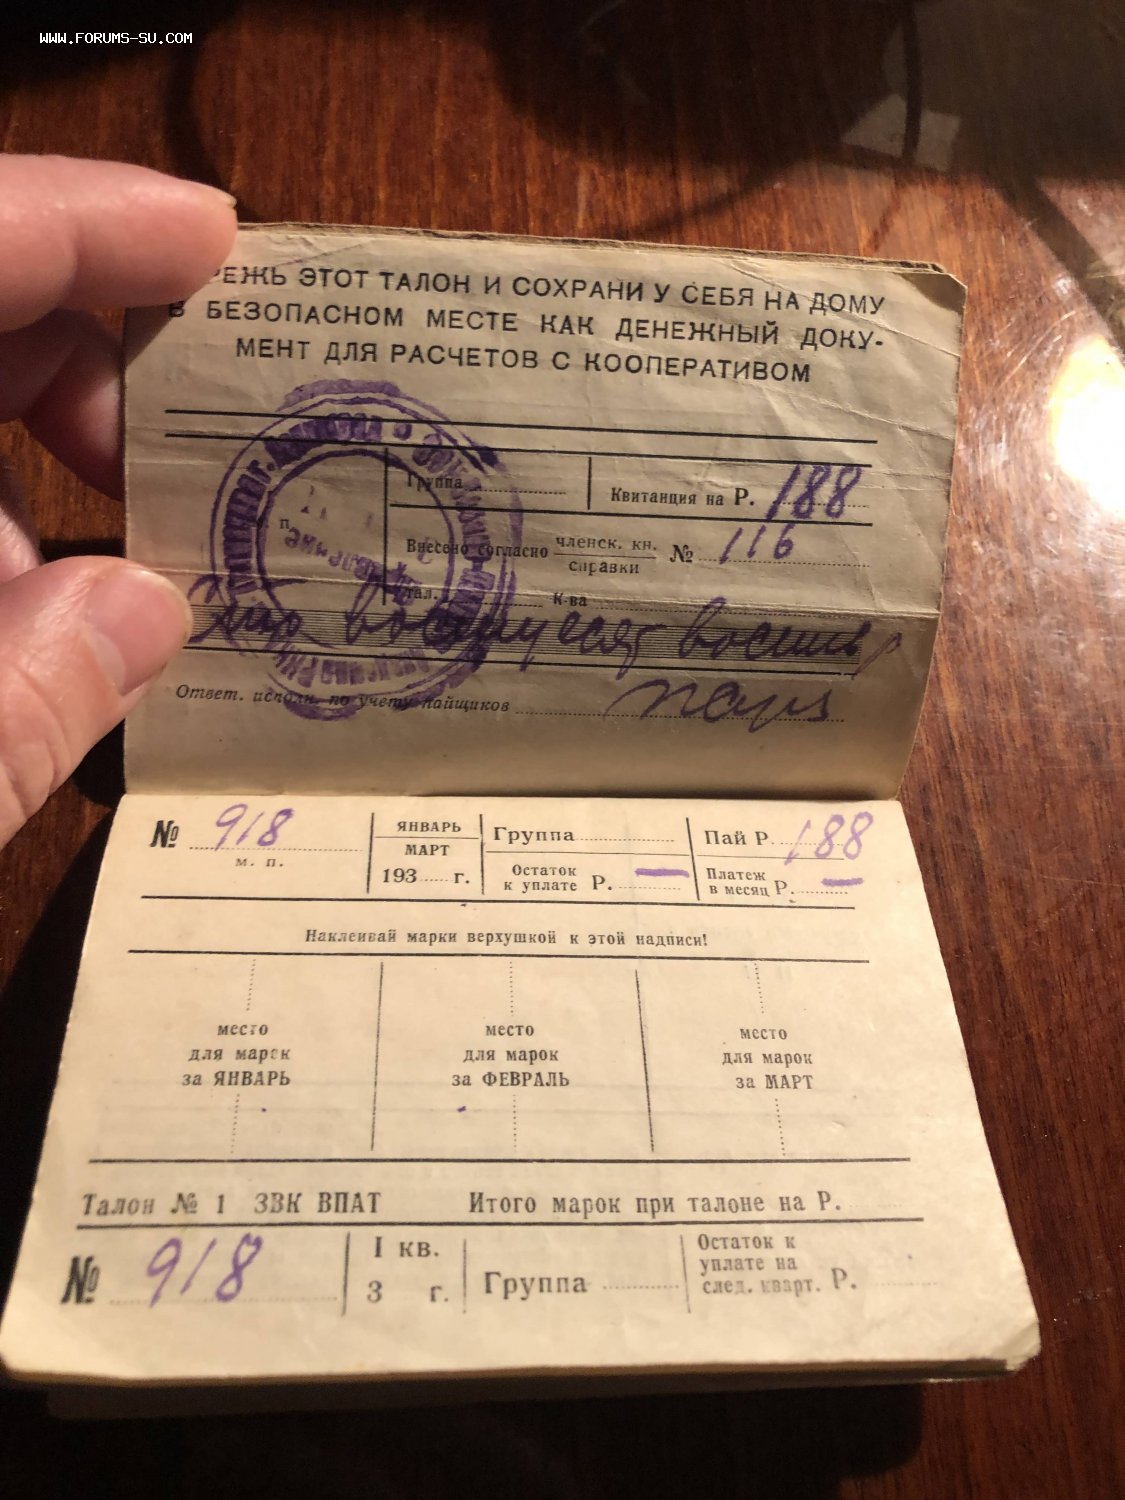 WWW.FORUMS-SU.COM
РЕЖЬ ЭТОТ ТАЛОН И СОХРАНИ У СЕБЯ НА ДОМУ
В БЕЗОПАСНОМ МЕСТЕ КАК ДЕНЕЖНЫЙ ДОКУ-
МЕНТ ДЛЯ РАСЧЕТОВ С КООПЕРАТИВОМ
Группа Квитанция на Р. 188
Внесено согласно членск. кн. № 116
справки
тал. К-ва
Сто восемьдесят восемь р
Ответ. исполн. по учету пайщиков
№ 918 ЯНВАРЬ Группа Пай Р. 188
м. п. МАРТ
193 г. Остаток к уплате Р. — Платеж в месяц Р. —
Наклеивай марки верхушкой к этой надписи!
место место место
для марок для марок для марок
за ЯНВАРЬ за ФЕВРАЛЬ за МАРТ
Талон № 1 ЗВК ВПАТ Итого марок при талоне на Р.
№ 918 I кв. Группа Остаток к
3 г. уплате на
след. кварт. Р.